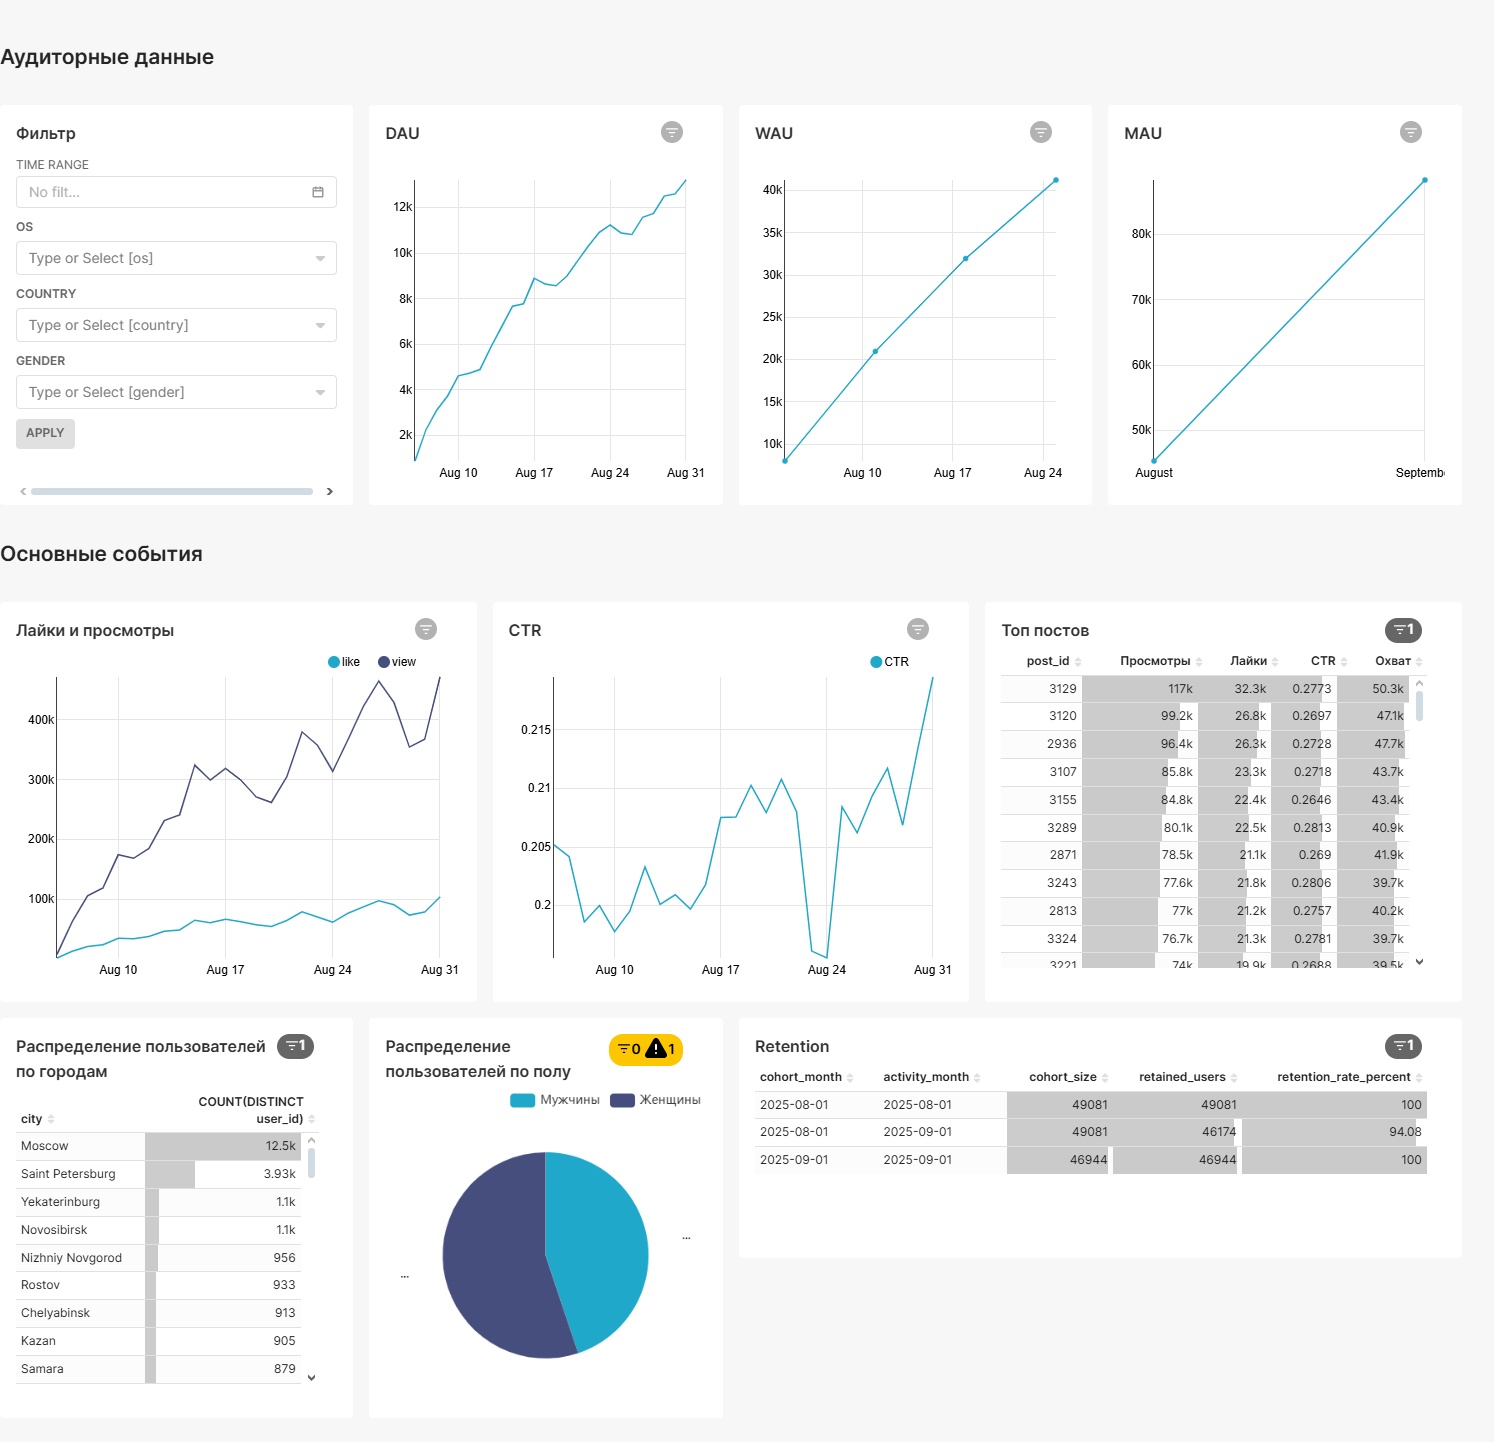 Аудиторные данные
Фильтр
TIME RANGE
No filt...
OS
Type or Select [os]
COUNTRY
Type or Select [country]
GENDER
Type or Select [gender]
APPLY
DAU
12k
10k
8k
6k
4k
2k
Aug 10 Aug 17 Aug 24 Aug 31
WAU
40k
35k
30k
25k
20k
15k
10k
Aug 10 Aug 17 Aug 24
MAU
80k
70k
60k
50k
August Septemb
Основные события
Лайки и просмотры
like view
400k
300k
200k
100k
Aug 10 Aug 17 Aug 24 Aug 31
CTR
CTR
0.215
0.21
0.205
0.2
Aug 10 Aug 17 Aug 24 Aug 31
Топ постов 1
post_id Просмотры Лайки CTR Охват
3129 117k 32.3k 0.2773 50.3k
3120 99.2k 26.8k 0.2697 47.1k
2936 96.4k 26.3k 0.2728 47.7k
3107 85.8k 23.3k 0.2718 43.7k
3155 84.8k 22.4k 0.2646 43.4k
3289 80.1k 22.5k 0.2813 40.9k
2871 78.5k 21.1k 0.269 41.9k
3243 77.6k 21.8k 0.2806 39.7k
2813 77k 21.2k 0.2757 40.2k
3324 76.7k 21.3k 0.2781 39.7k
3221 74k 19.9k 0.2688 39.5k
Распределение пользователей 1
по городам
city COUNT(DISTINCT
user_id)
Moscow 12.5k
Saint Petersburg 3.93k
Yekaterinburg 1.1k
Novosibirsk 1.1k
Nizhniy Novgorod 956
Rostov 933
Chelyabinsk 913
Kazan 905
Samara 879
Распределение 0 1
пользователей по полу
Мужчины Женщины
...
...
Retention 1
cohort_month activity_month cohort_size retained_users retention_rate_percent
2025-08-01 2025-08-01 49081 49081 100
2025-08-01 2025-09-01 49081 46174 94.08
2025-09-01 2025-09-01 46944 46944 100